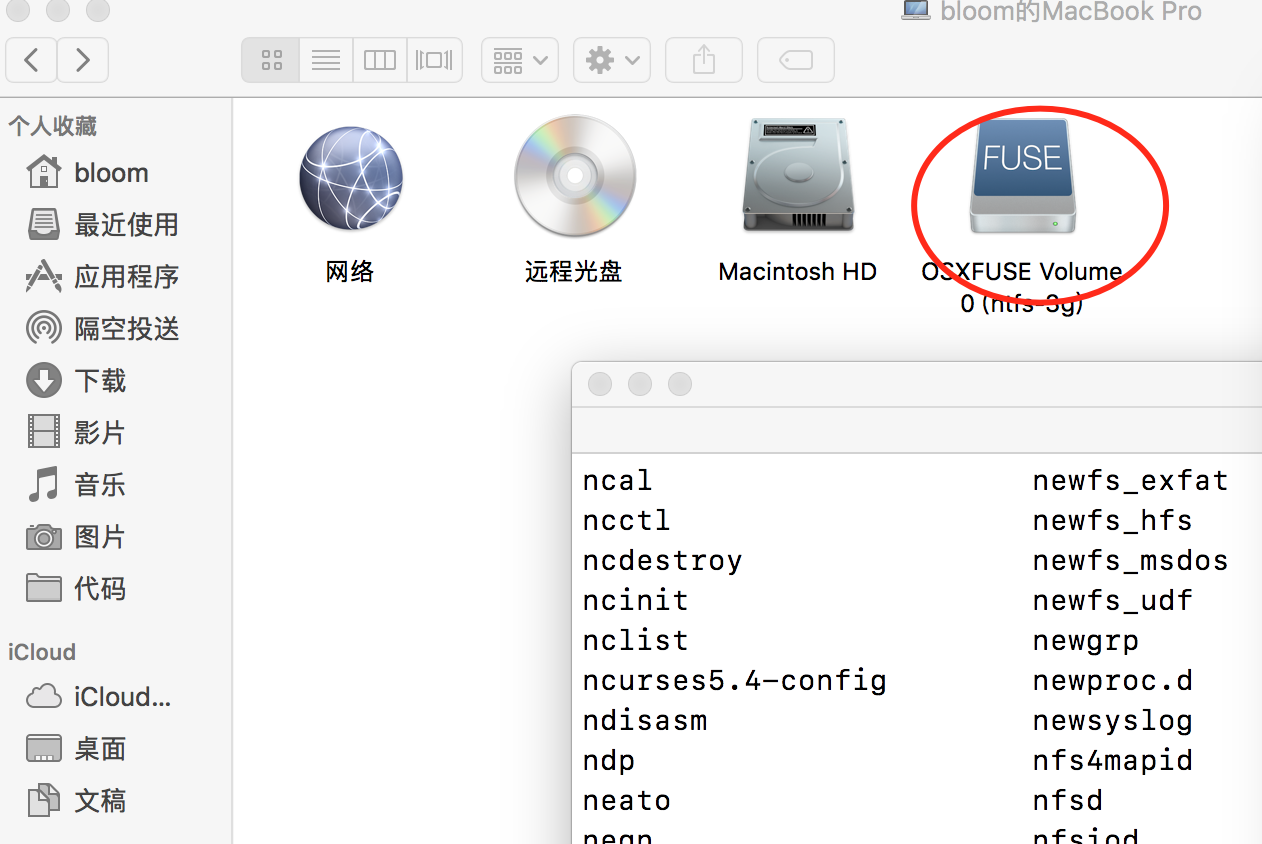 bloom的MacBook Pro
个人收藏
bloom
最近使用
应用程序
隔空投送
下载
影片
音乐
图片
代码
iCloud
iCloud...
桌面
文稿
网络
远程光盘
Macintosh HD
FUSE
OSXFUSE Volume
0 (ntfs-3g)
ncal newfs_exfat
ncctl newfs_hfs
ncdestroy newfs_msdos
ncinit newfs_udf
nclist newgrp
ncurses5.4-config newproc.d
ndisasm newsyslog
ndp nfs4mapid
neato nfsd
neqn nfsiod